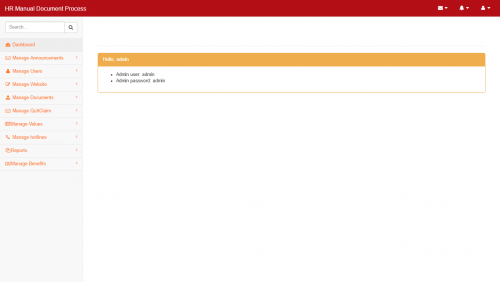 HR Manual Document Process
Search...
Dashboard
Manage Announcements
Manage Users
Manage Website
Manage Documents
Manage QuitClaim
Manage Values
Manage hotlines
Reports
Manage Benefits
Hello, admin
Admin user: admin
Admin password: admin